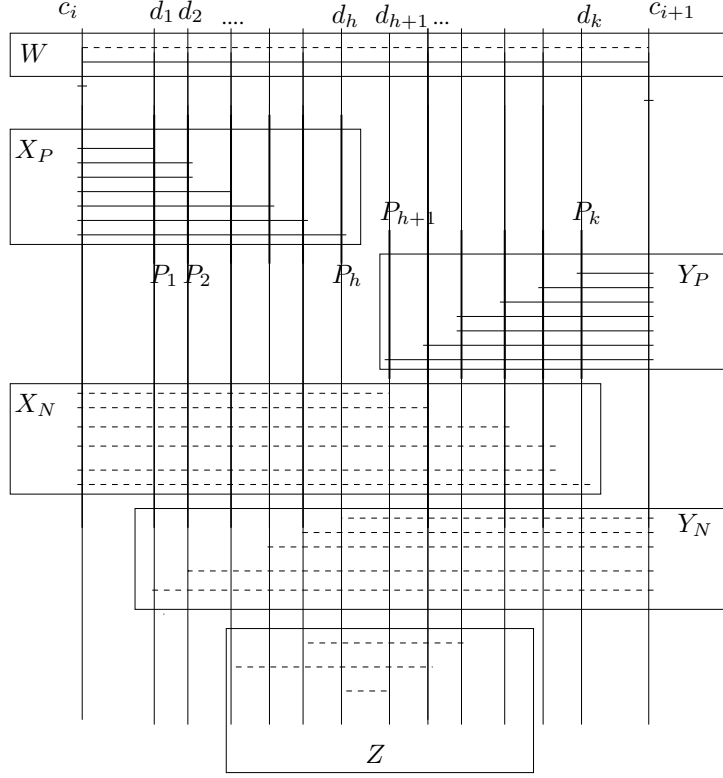 c_i d_1 d_2 .... d_h d_{h+1} ... d_k c_{i+1}
W
X_P
P_{h+1} P_k
P_1 P_2 P_h Y_P
X_N
Y_N
Z